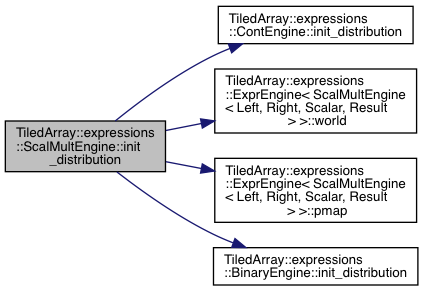 TiledArray::expressions
::ScalMultEngine::init
_distribution
TiledArray::expressions
::ContEngine::init_distribution
TiledArray::expressions
::ExprEngine< ScalMultEngine
< Left, Right, Scalar, Result
> >::world
TiledArray::expressions
::ExprEngine< ScalMultEngine
< Left, Right, Scalar, Result
> >::pmap
TiledArray::expressions
::BinaryEngine::init_distribution